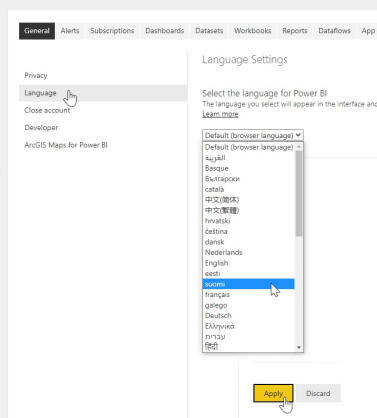 General Alerts Subscriptions Dashboards Datasets Workbooks Reports Dataflows App
Language Settings
Privacy
Language
Close account
Developer
ArcGIS Maps for Power BI
Select the language for Power BI
The language you select will appear in the interface and
Learn more
Default (browser language)
Default (browser language)
العربية
Basque
Български
català
中文(简体)
中文(繁體)
hrvatski
čeština
dansk
Nederlands
English
eesti
suomi
français
galego
Deutsch
Ελληνικά
עברית
हिंदी
Apply Discard